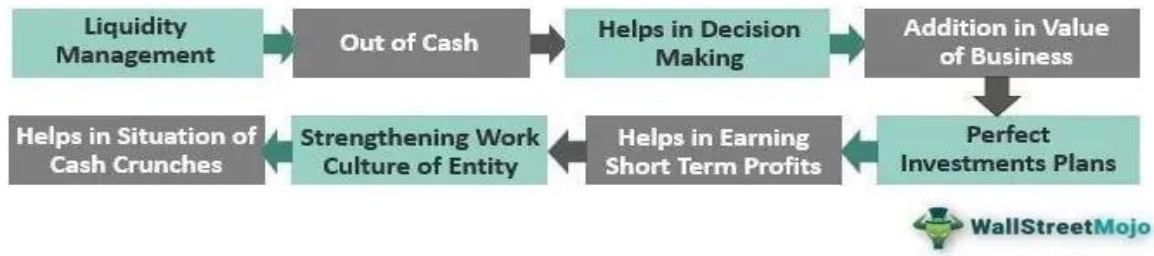 Liquidity
Management
Out of Cash
Helps in Decision
Making
Addition in Value
of Business
Perfect
Investments Plans
Helps in Earning
Short Term Profits
Strengthening Work
Culture of Entity
Helps in Situation of
Cash Crunches
WallStreetMojo